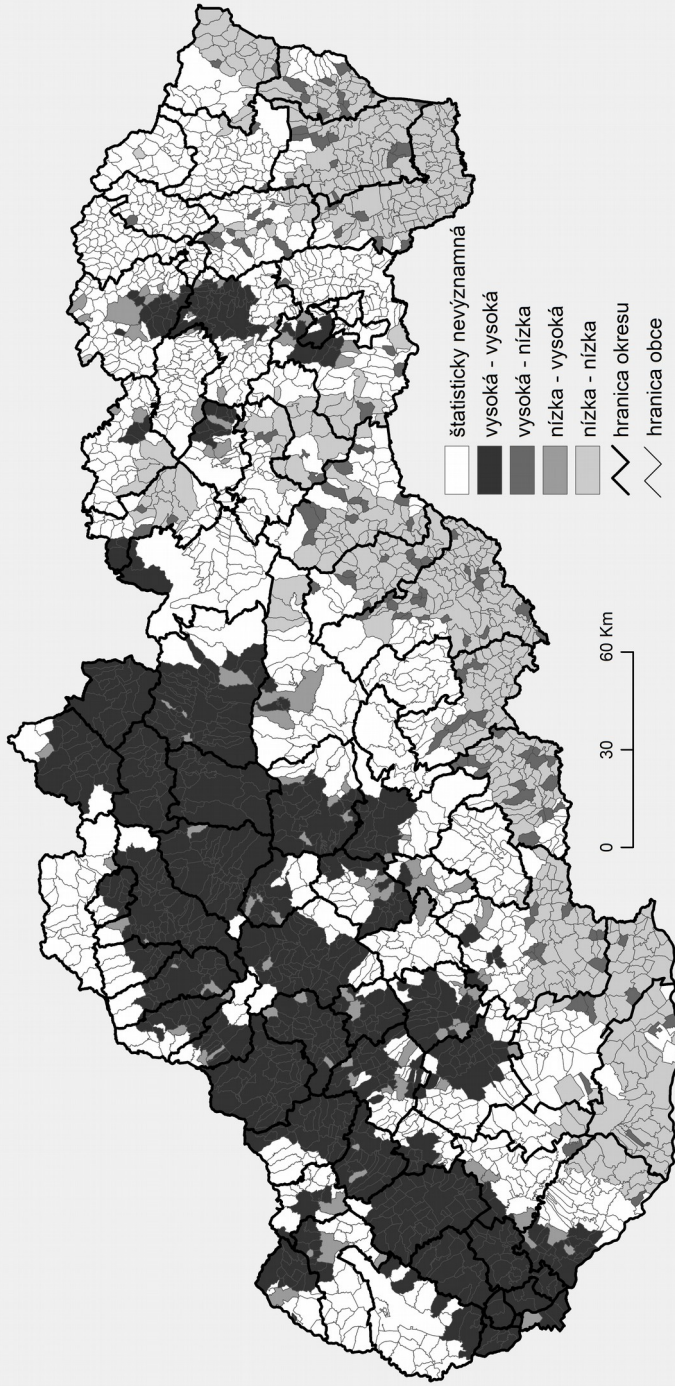 štatisticky nevýznamná
vysoká - vysoká
vysoká - nízka
nízka - vysoká
nízka - nízka
hranica okresu
hranica obce
0 30 60 Km